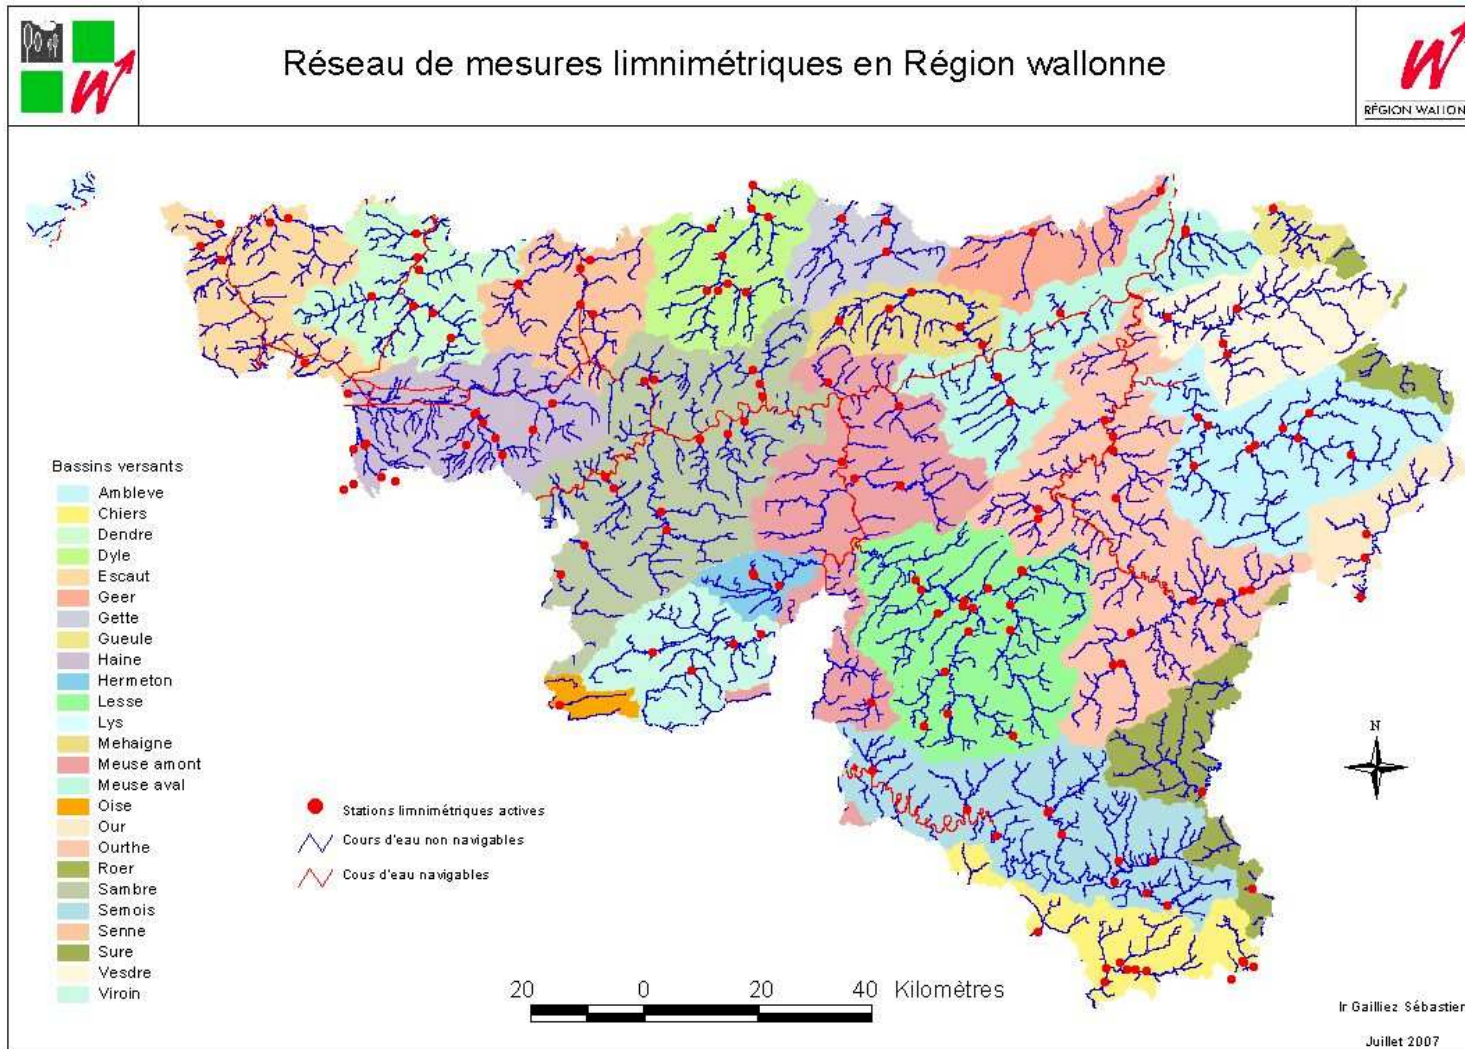 Réseau de mesures limnimétriques en Région wallonne
RÉGION WALLON
Bassins versants
Ambleve
Chiers
Dendre
Dyle
Escaut
Geer
Gette
Gueule
Haine
Hermeton
Lesse
Lys
Mehaigne
Meuse amont
Meuse aval
Oise
Our
Ourthe
Roer
Sambre
Semois
Senne
Sure
Vesdre
Viroin
Stations limnimétriques actives
Cours d'eau non navigables
Cous d'eau navigables
N
20 0 20 40 Kilomètres
Ir Gailliez Sébastien
Juillet 2007